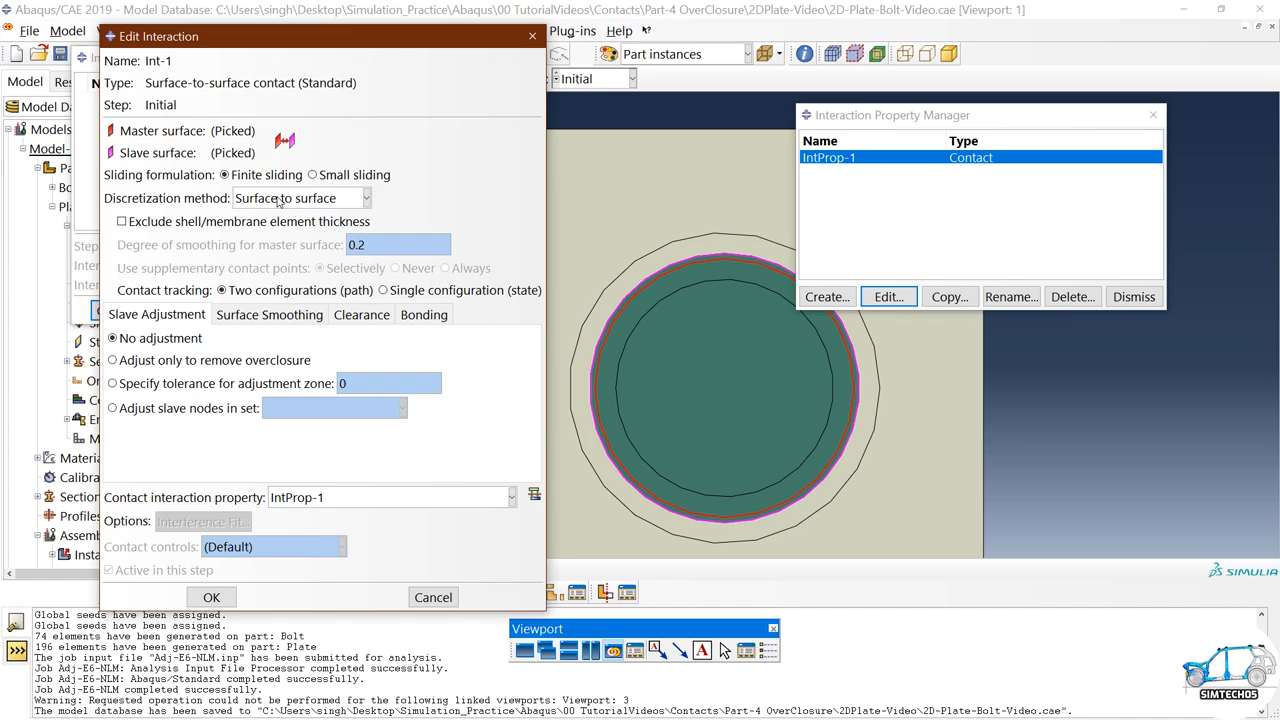 Abaqus/CAE 2019 - Model Database: C:\Users\singh\Desktop\Simulation_Practice\Abaqus\00 TutorialVideos\Contacts\Part-4 OverClosure\2DPlate-Video\2D-Plate-Bolt-Video.cae [Viewport: 1]
File Model Plug-ins Help
Part instances
Model Initial
Edit Interaction
Name: Int-1
Type: Surface-to-surface contact (Standard)
Step: Initial
Master surface: (Picked)
Slave surface: (Picked)
Sliding formulation: Finite sliding Small sliding
Discretization method: Surface to surface
Exclude shell/membrane element thickness
Degree of smoothing for master surface: 0.2
Use supplementary contact points: Selectively Never Always
Contact tracking: Two configurations (path) Single configuration (state)
Slave Adjustment Surface Smoothing Clearance Bonding
No adjustment
Adjust only to remove overclosure
Specify tolerance for adjustment zone: 0
Adjust slave nodes in set:
Contact interaction property: IntProp-1
Options: Interference Fit...
Contact controls: (Default)
Active in this step
OK Cancel
Interaction Property Manager
Name Type
IntProp-1 Contact
Create... Edit... Copy... Rename... Delete... Dismiss
Models
Model-
Calibra
Profiles
SIMULIA
Viewport
Global seeds have been assigned.
Global seeds have been assigned.
74 elements have been generated on part: Bolt
196 elements have been generated on part: Plate
The job input file "Adj-E6-NLM.inp" has been submitted for analysis.
Job Adj-E6-NLM: Analysis Input File Processor completed successfully.
Job Adj-E6-NLM: Abaqus/Standard completed successfully.
Job Adj-E6-NLM completed successfully.
Warning: Requested operation could not be performed for the following linked viewports: Viewport: 3
The model database has been saved to "C:\Users\singh\Desktop\Simulation_Practice\Abaqus\00 TutorialVideos\Contacts\Part-4 OverClosure\2DPlate-Video\2D-Plate-Bolt-Video.cae".
SIMTECH05